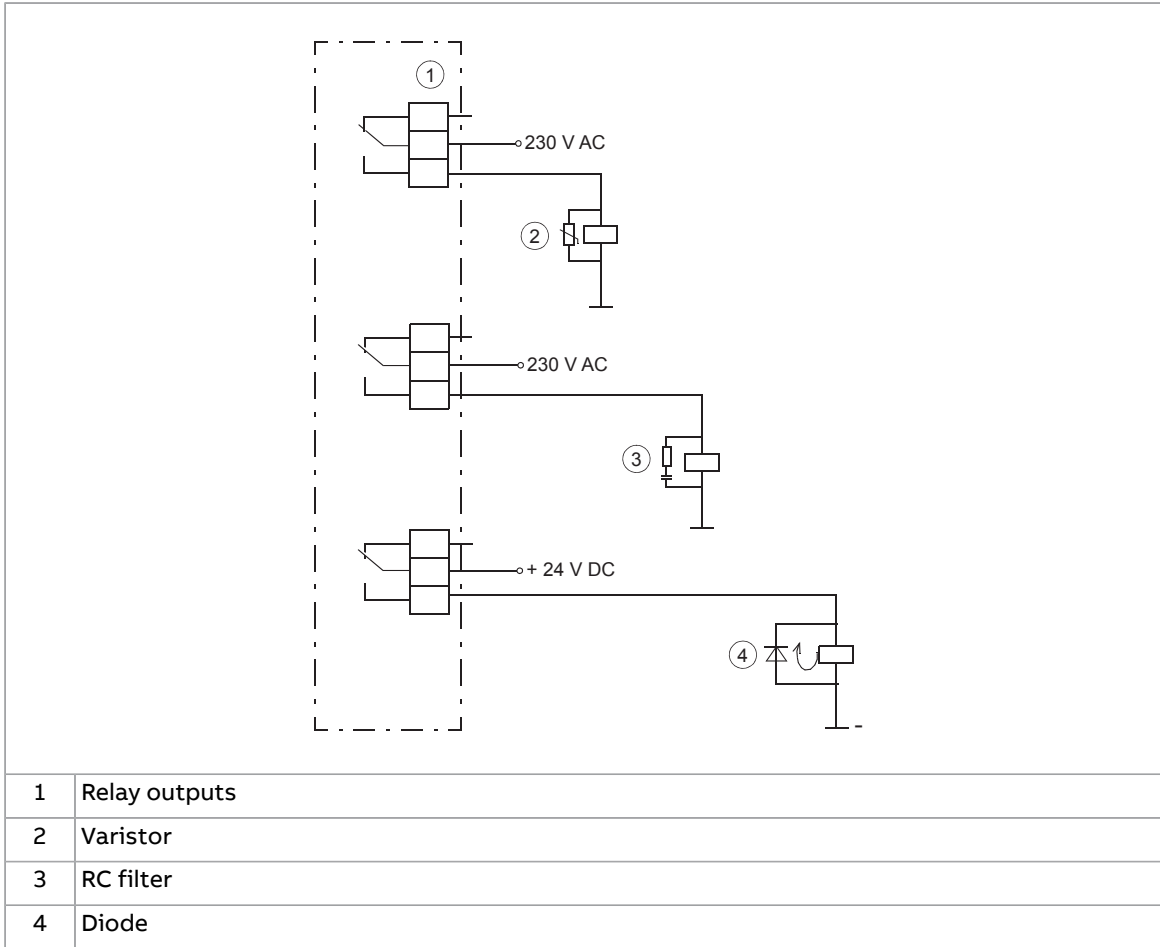 1
230 V AC
2
230 V AC
3
+ 24 V DC
4
-
1 Relay outputs
2 Varistor
3 RC filter
4 Diode